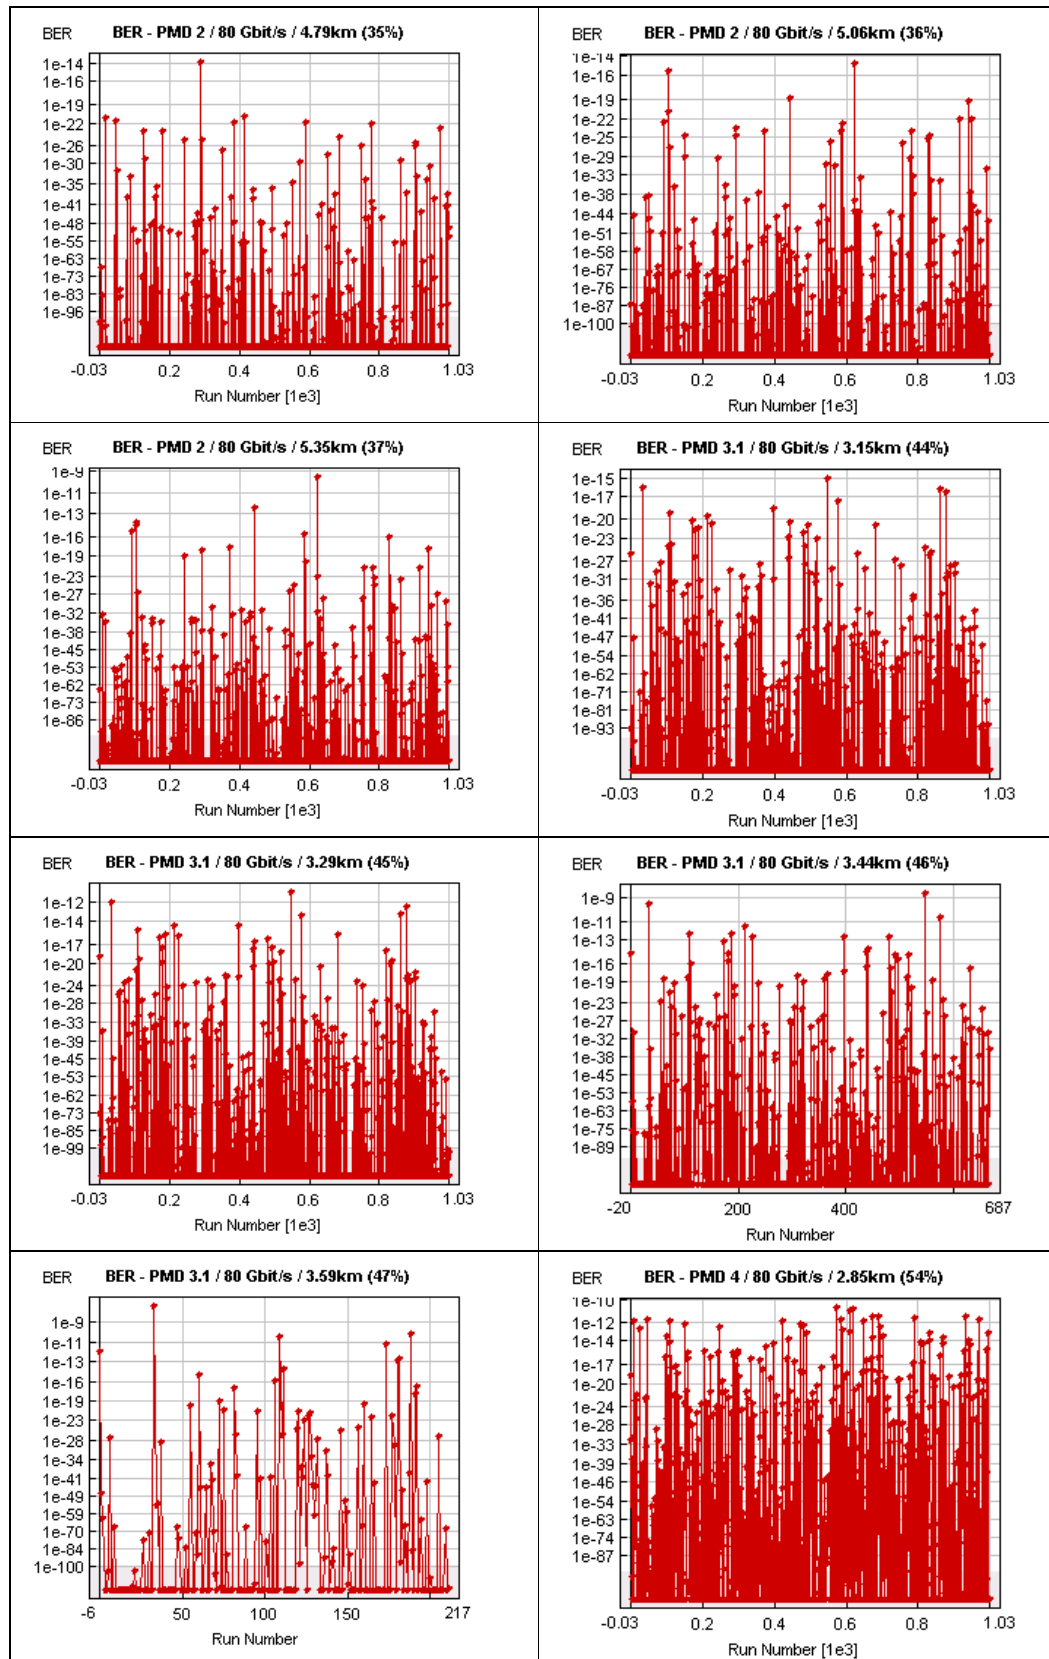 BER BER - PMD 2 / 80 Gbit/s / 4.79km (35%)
1e-14
1e-16
1e-19
1e-22
1e-26
1e-30
1e-35
1e-41
1e-48
1e-55
1e-63
1e-73
1e-83
1e-96
-0.03 0.2 0.4 0.6 0.8 1.03
Run Number [1e3]
BER BER - PMD 2 / 80 Gbit/s / 5.06km (36%)
1e-14
1e-16
1e-19
1e-22
1e-25
1e-29
1e-33
1e-38
1e-44
1e-51
1e-58
1e-67
1e-76
1e-87
1e-100
-0.03 0.2 0.4 0.6 0.8 1.03
Run Number [1e3]
BER BER - PMD 2 / 80 Gbit/s / 5.35km (37%)
1e-9
1e-11
1e-13
1e-16
1e-19
1e-23
1e-27
1e-32
1e-38
1e-45
1e-53
1e-62
1e-73
1e-86
-0.03 0.2 0.4 0.6 0.8 1.03
Run Number [1e3]
BER BER - PMD 3.1 / 80 Gbit/s / 3.15km (44%)
1e-15
1e-17
1e-20
1e-23
1e-27
1e-31
1e-36
1e-41
1e-47
1e-54
1e-62
1e-71
1e-81
1e-93
-0.03 0.2 0.4 0.6 0.8 1.03
Run Number [1e3]
BER BER - PMD 3.1 / 80 Gbit/s / 3.29km (45%)
1e-12
1e-14
1e-17
1e-20
1e-24
1e-28
1e-33
1e-39
1e-45
1e-53
1e-62
1e-73
1e-85
1e-99
-0.03 0.2 0.4 0.6 0.8 1.03
Run Number [1e3]
BER BER - PMD 3.1 / 80 Gbit/s / 3.44km (46%)
1e-9
1e-11
1e-13
1e-16
1e-19
1e-23
1e-27
1e-32
1e-38
1e-45
1e-53
1e-63
1e-75
1e-89
-20 200 400 687
Run Number
BER BER - PMD 3.1 / 80 Gbit/s / 3.59km (47%)
1e-9
1e-11
1e-13
1e-16
1e-19
1e-23
1e-28
1e-34
1e-41
1e-49
1e-59
1e-70
1e-84
1e-100
-6 50 100 150 217
Run Number
BER BER - PMD 4 / 80 Gbit/s / 2.85km (54%)
1e-10
1e-12
1e-14
1e-17
1e-20
1e-24
1e-28
1e-33
1e-39
1e-46
1e-54
1e-63
1e-74
1e-87
-0.03 0.2 0.4 0.6 0.8 1.03
Run Number [1e3]